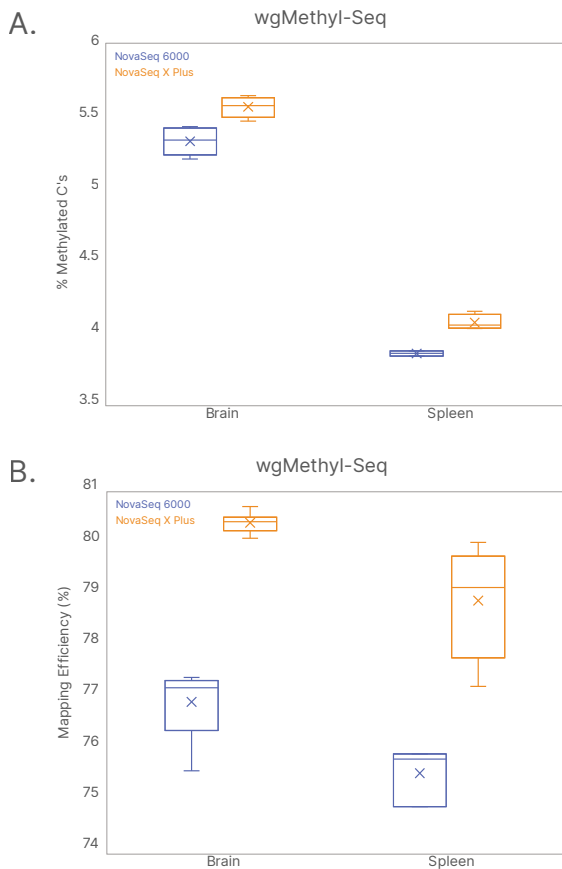 A.
wgMethyl-Seq
NovaSeq 6000
NovaSeq X Plus
% Methylated C's
6
5.5
5
4.5
4
3.5
Brain
Spleen
B.
wgMethyl-Seq
NovaSeq 6000
NovaSeq X Plus
Mapping Efficiency (%)
81
80
79
78
77
76
75
74
Brain
Spleen